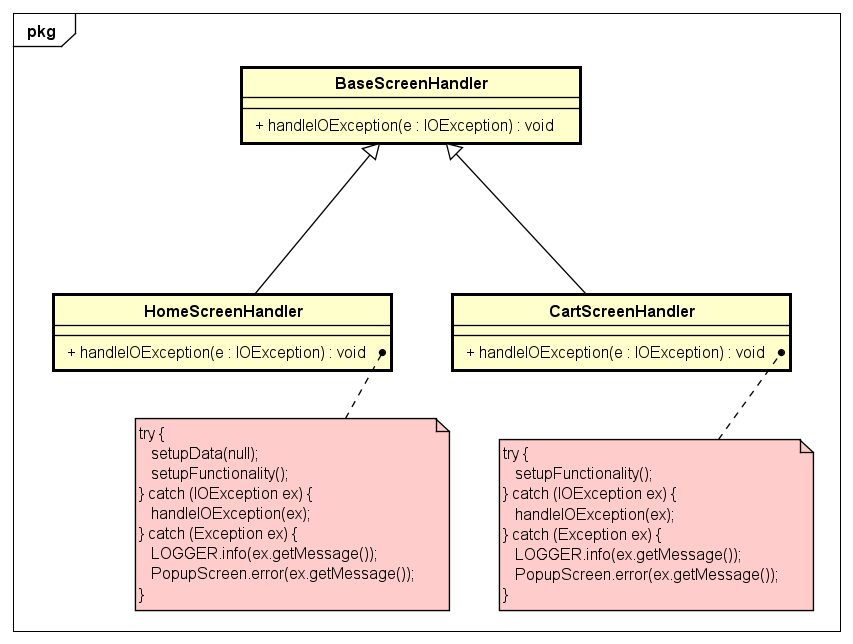 pkg
BaseScreenHandler
+ handleIOException(e : IOException) : void
HomeScreenHandler
+ handleIOException(e : IOException) : void
CartScreenHandler
+ handleIOException(e : IOException) : void
try {
setupData(null);
setupFunctionality();
} catch (IOException ex) {
handleIOException(ex);
} catch (Exception ex) {
LOGGER.info(ex.getMessage());
PopupScreen.error(ex.getMessage());
}
try {
setupFunctionality();
} catch (IOException ex) {
handleIOException(ex);
} catch (Exception ex) {
LOGGER.info(ex.getMessage());
PopupScreen.error(ex.getMessage());
}